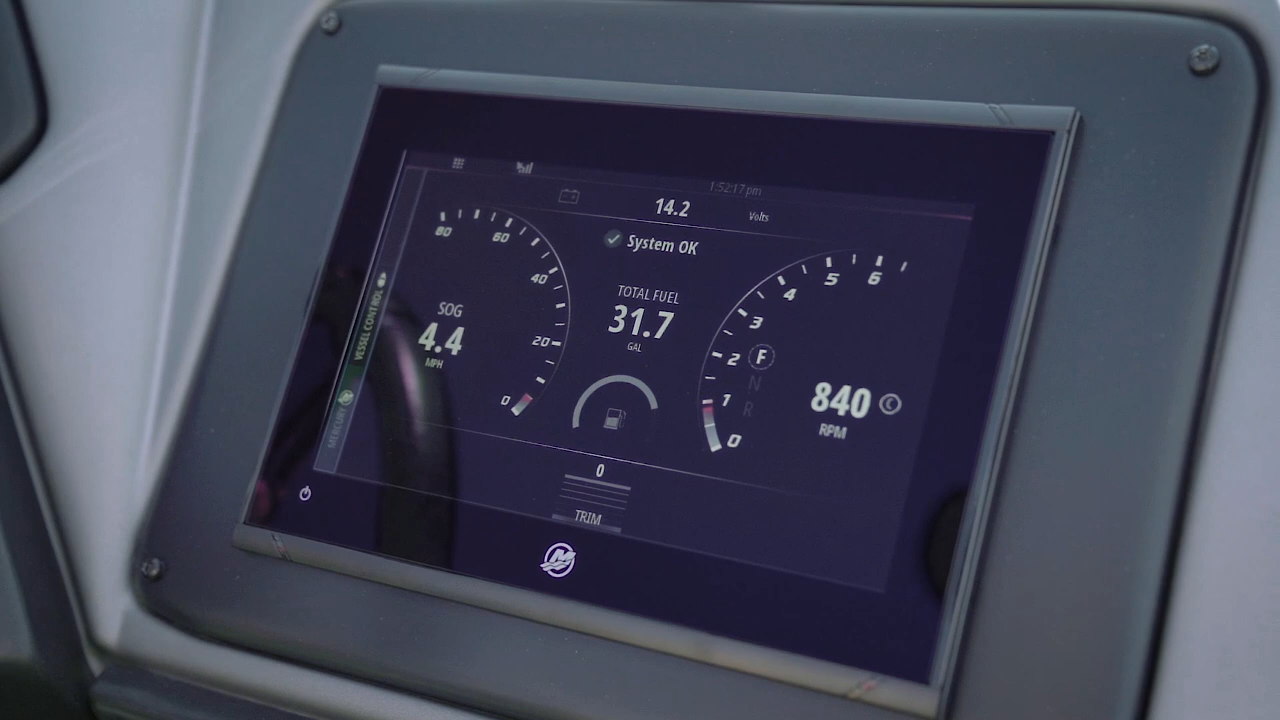 1:52:17 pm
14.2 Volts
System OK
80 60 40 20 0
SOG
4.4
MPH
VESSEL CONTROL
MERCURY
TOTAL FUEL
31.7
GAL
6 5 4 3 2 1 0
F
N
R
840 C
RPM
0
TRIM